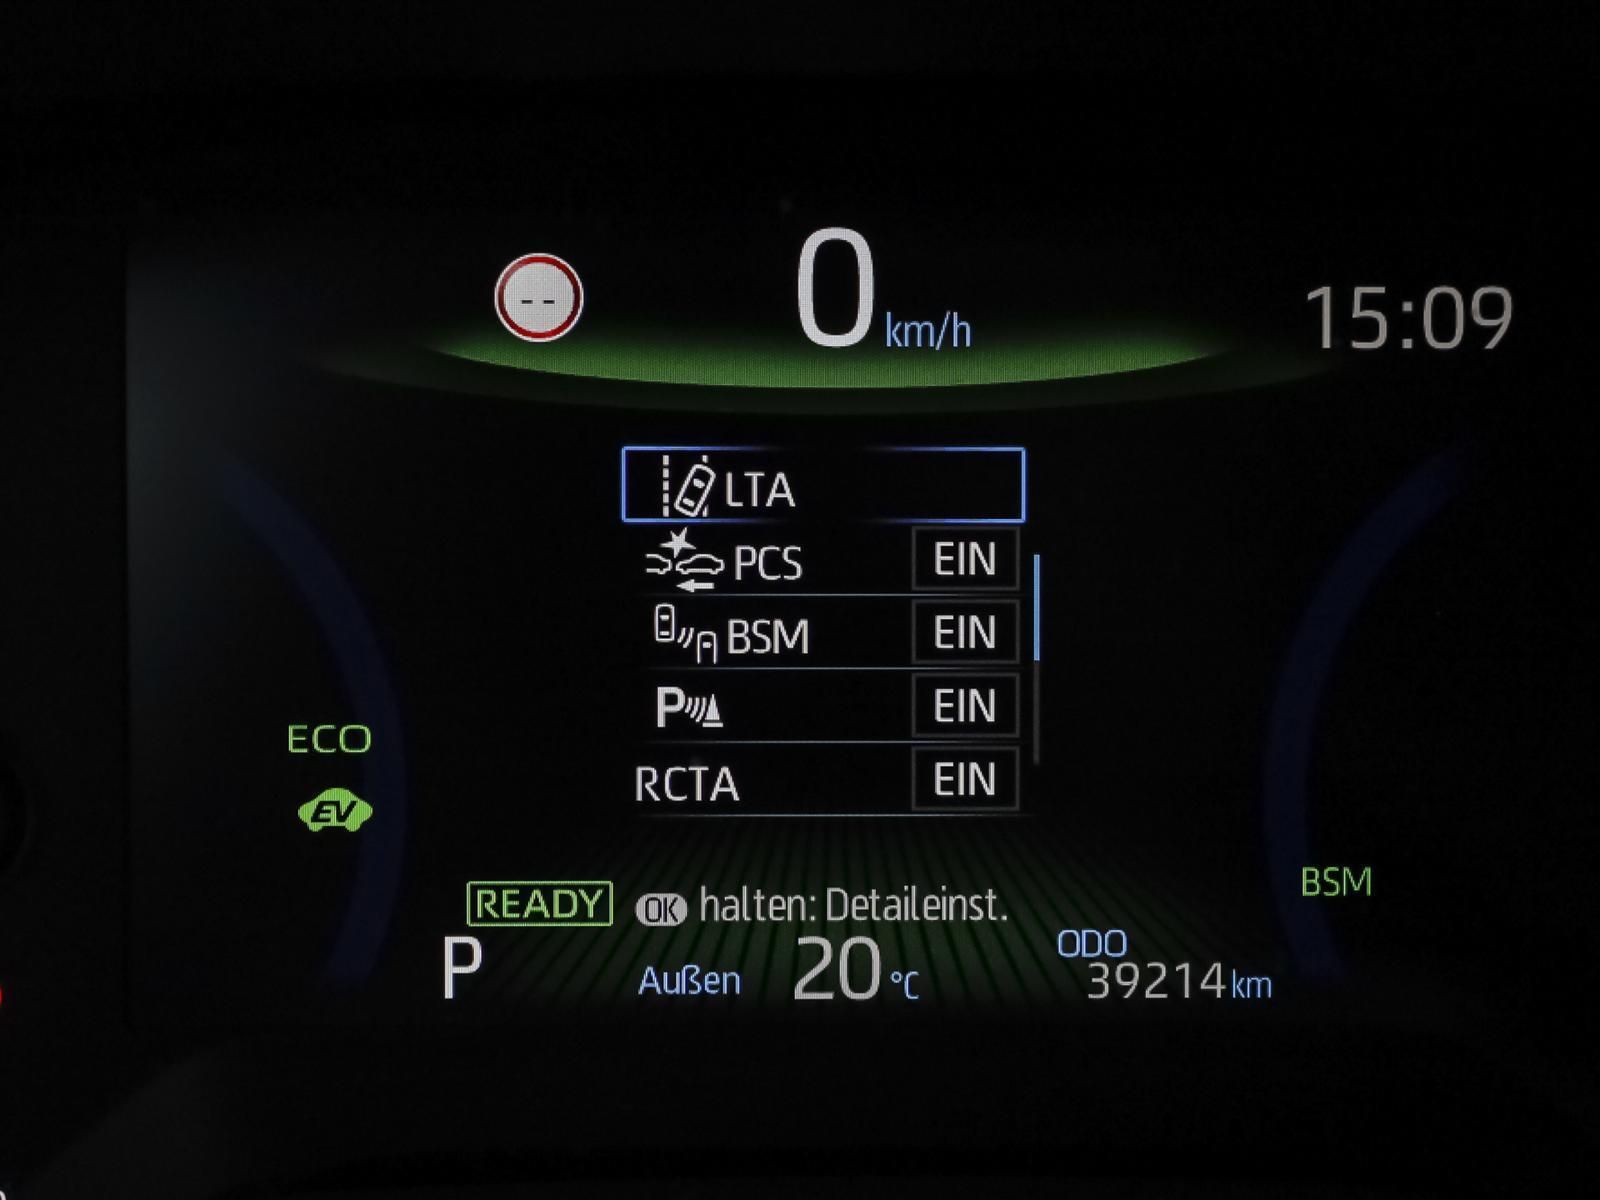 --
0 km/h
15:09
LTA
PCS EIN
BSM EIN
P EIN
RCTA EIN
ECO
EV
BSM
READY OK halten: Detaileinst.
P Außen 20 °C
ODO
39214 km